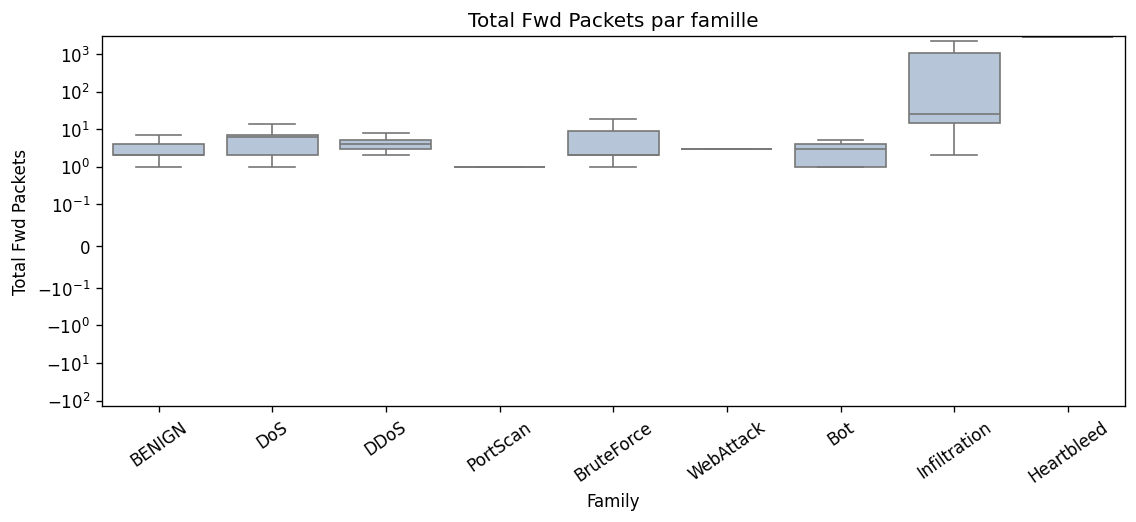 Total Fwd Packets par famille
Total Fwd Packets
10³
10²
10¹
10⁰
10⁻¹
0
−10⁻¹
−10⁰
−10¹
−10²
BENIGN
DoS
DDoS
PortScan
BruteForce
WebAttack
Bot
Infiltration
Heartbleed
Family